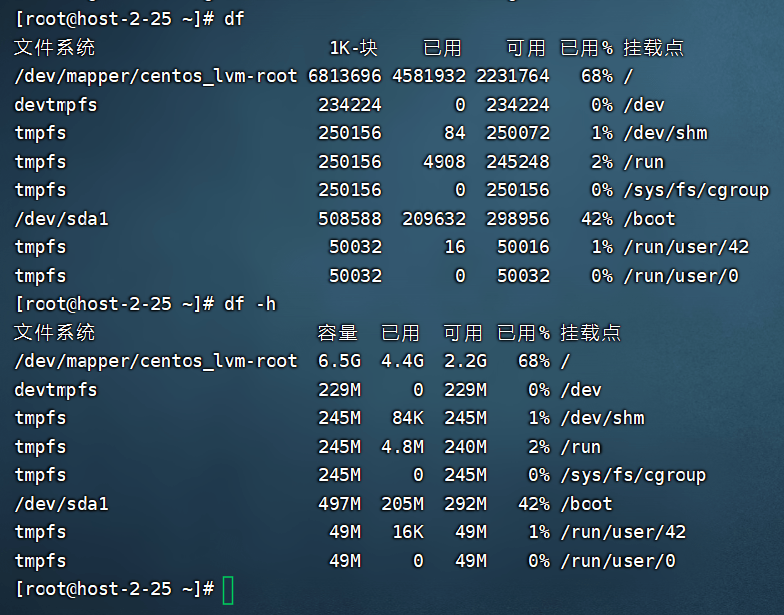 [root@host-2-25 ~]# df
文件系统 1K-块 已用 可用 已用% 挂载点
/dev/mapper/centos_lvm-root 6813696 4581932 2231764 68% /
devtmpfs 234224 0 234224 0% /dev
tmpfs 250156 84 250072 1% /dev/shm
tmpfs 250156 4908 245248 2% /run
tmpfs 250156 0 250156 0% /sys/fs/cgroup
/dev/sda1 508588 209632 298956 42% /boot
tmpfs 50032 16 50016 1% /run/user/42
tmpfs 50032 0 50032 0% /run/user/0
[root@host-2-25 ~]# df -h
文件系统 容量 已用 可用 已用% 挂载点
/dev/mapper/centos_lvm-root 6.5G 4.4G 2.2G 68% /
devtmpfs 229M 0 229M 0% /dev
tmpfs 245M 84K 245M 1% /dev/shm
tmpfs 245M 4.8M 240M 2% /run
tmpfs 245M 0 245M 0% /sys/fs/cgroup
/dev/sda1 497M 205M 292M 42% /boot
tmpfs 49M 16K 49M 1% /run/user/42
tmpfs 49M 0 49M 0% /run/user/0
[root@host-2-25 ~]#